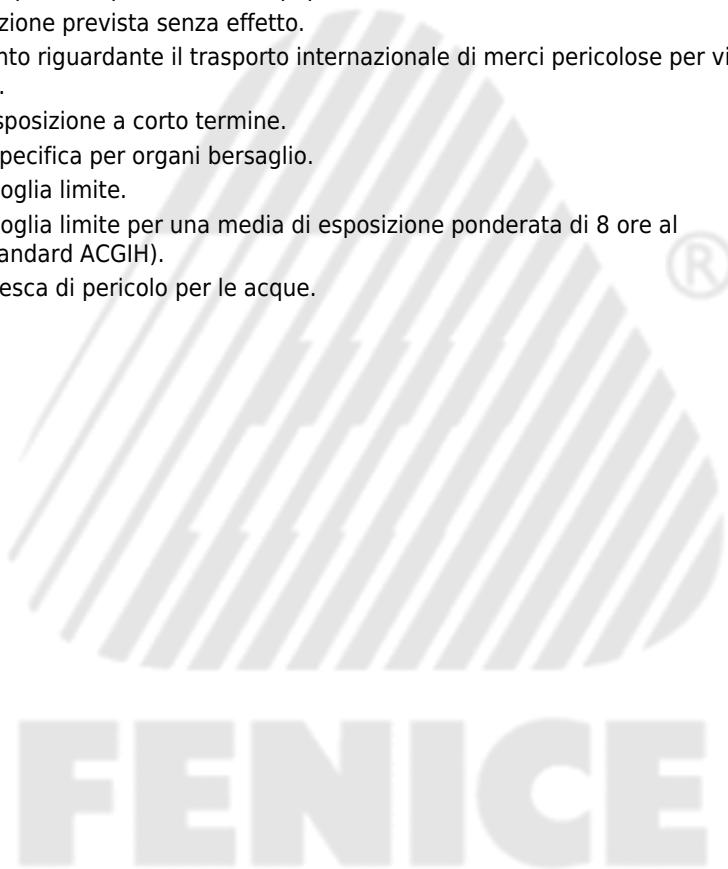 zione prevista senza effetto.
nto riguardante il trasporto internazionale di merci pericolose per vi
.
sposizione a corto termine.
pecifica per organi bersaglio.
oglia limite.
oglia limite per una media di esposizione ponderata di 8 ore al
andard ACGIH).
®
esca di pericolo per le acque.
FENICE